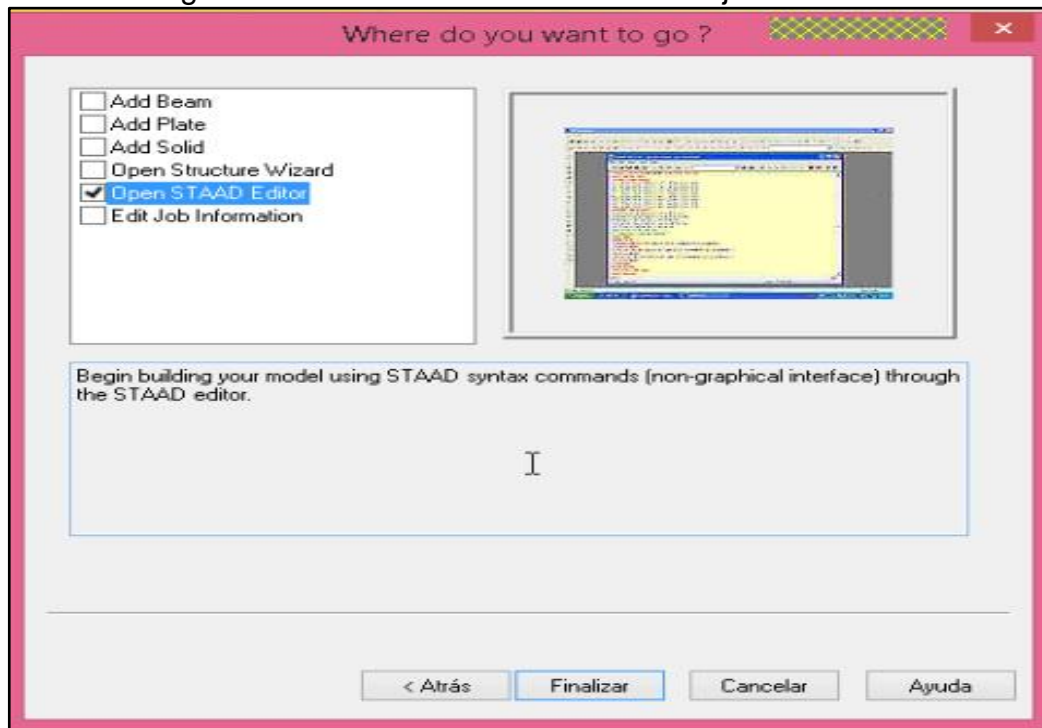 Where do you want to go ?
Add Beam
Add Plate
Add Solid
Open Structure Wizard
Open STAAD Editor
Edit Job Information
Begin building your model using STAAD syntax commands (non-graphical interface) through
the STAAD editor.
< Atrás
Finalizar
Cancelar
Ayuda